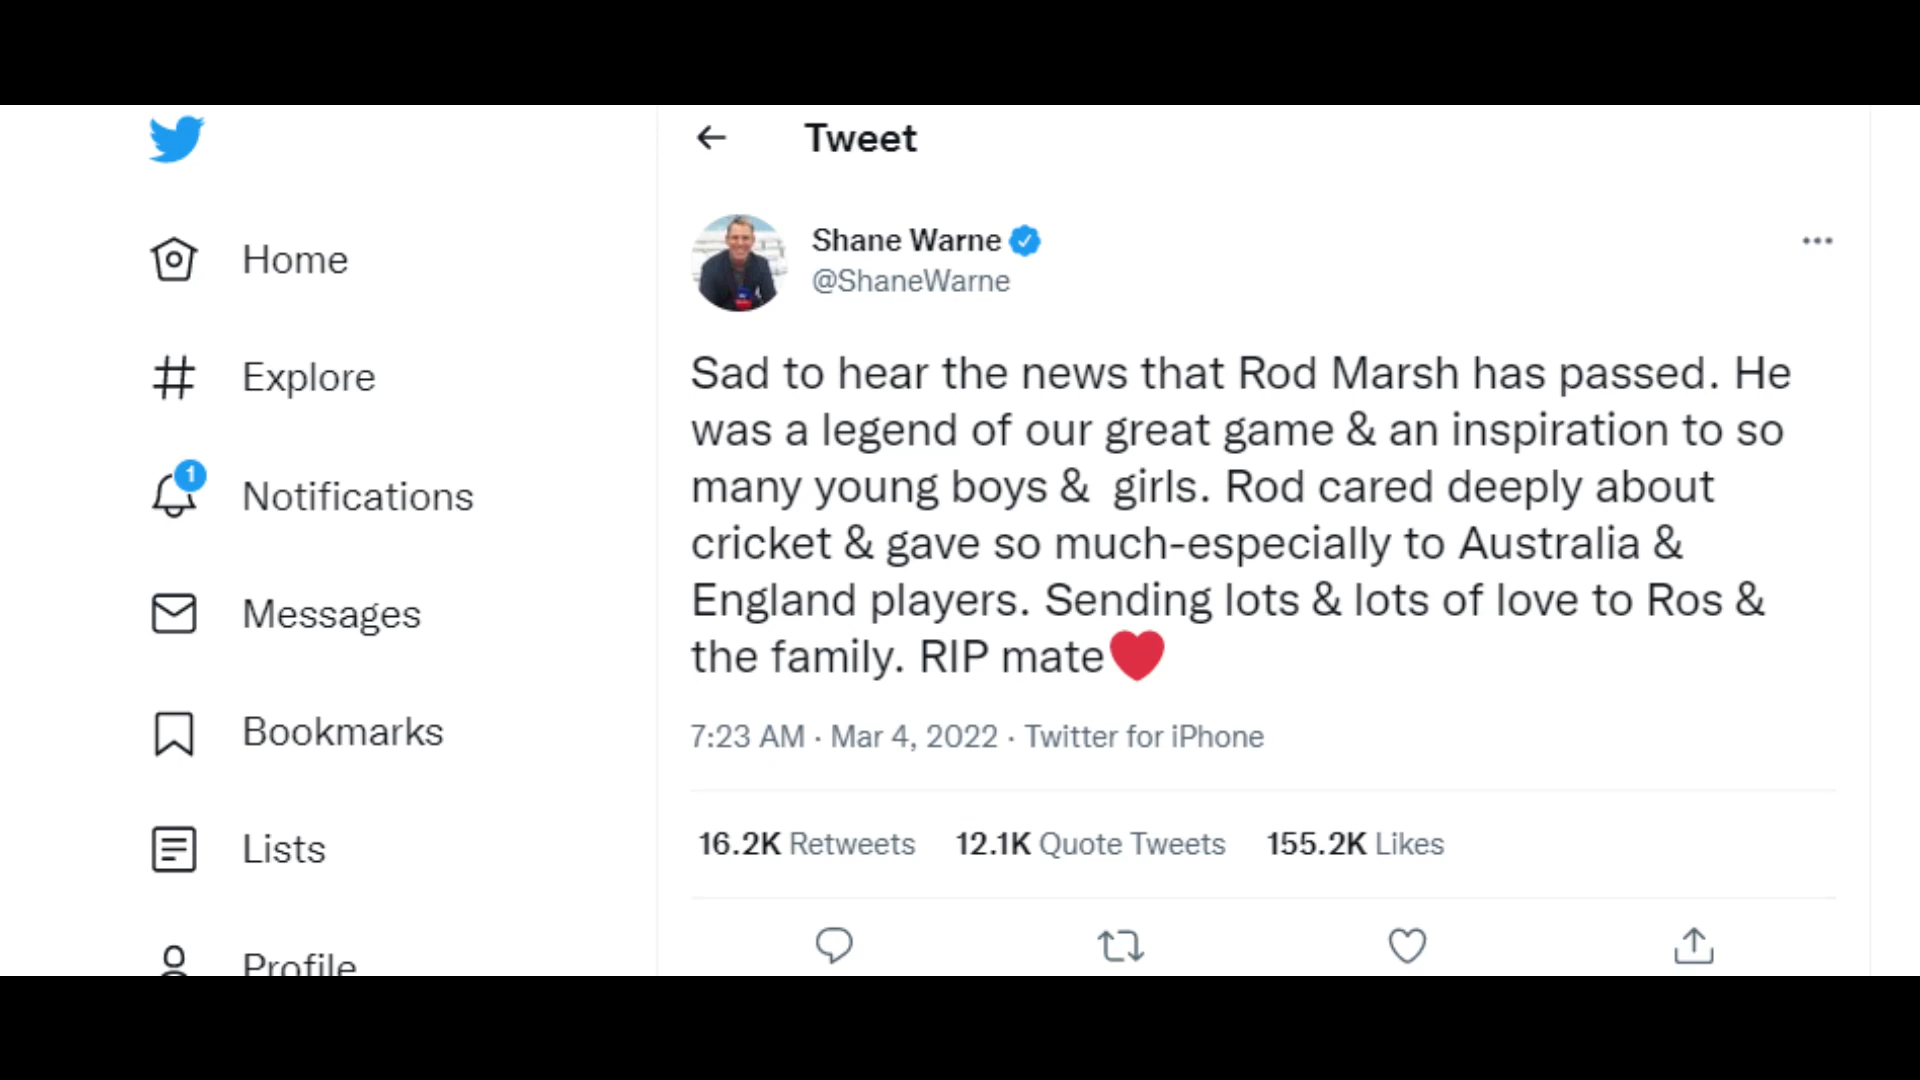 Tweet
Shane Warne
@ShaneWarne
Home
Explore
1
Notifications
Messages
Bookmarks
Lists
Profile
Sad to hear the news that Rod Marsh has passed. He
was a legend of our great game & an inspiration to so
many young boys &  girls. Rod cared deeply about
cricket & gave so much-especially to Australia &
England players. Sending lots & lots of love to Ros &
the family. RIP mate❤️
7:23 AM · Mar 4, 2022 · Twitter for iPhone
16.2K Retweets 12.1K Quote Tweets 155.2K Likes